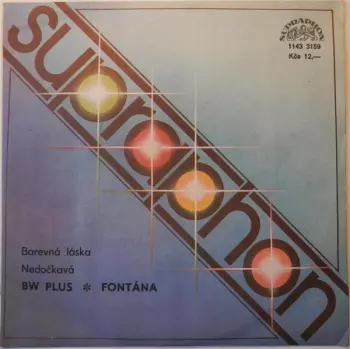 SUPRAPHON
1143 3159
Kčs 12,—
supraphon
Barevná láska
Nedočkavá
BW PLUS * FONTÁNA